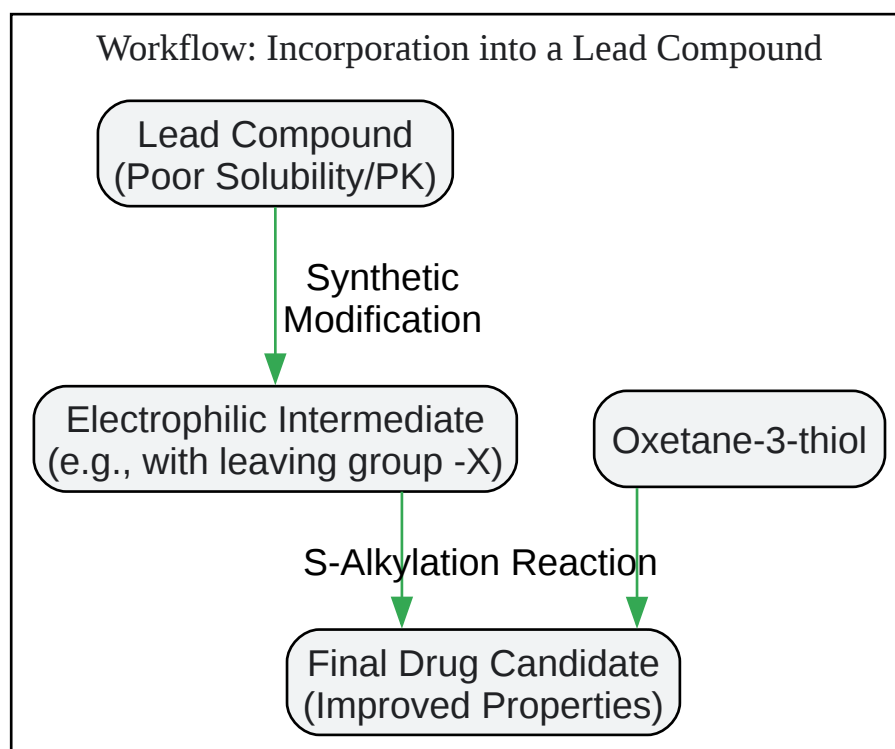 Workflow: Incorporation into a Lead Compound
Lead Compound
(Poor Solubility/PK)
Synthetic
Modification
Electrophilic Intermediate
(e.g., with leaving group -X)
Oxetane-3-thiol
S-Alkylation Reaction
Final Drug Candidate
(Improved Properties)